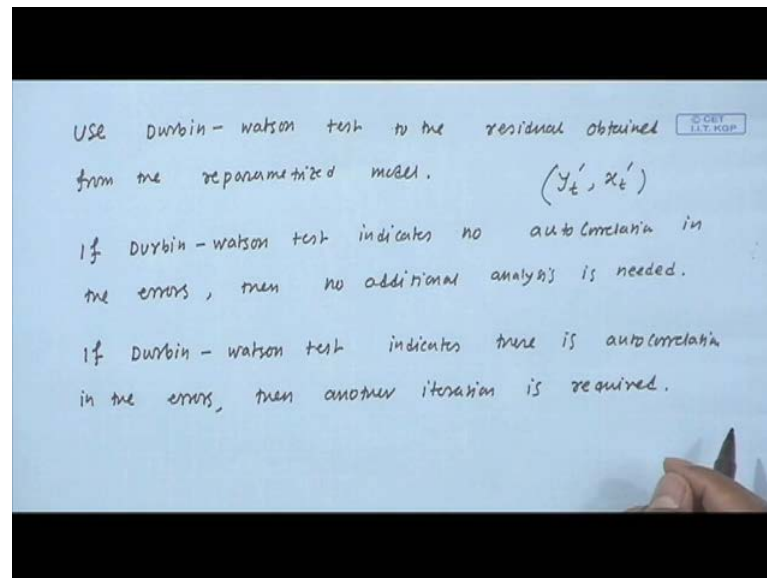 Use Durbin-watson test to the residual obtained
© CET
I.I.T. KGP
from the reparametrized model. (y_t', x_t')
If Durbin-watson test indicates no autocorrelation in
the errors, then no additional analysis is needed.
If Durbin-watson test indicates there is autocorrelation
in the errors, then another iteration is required.